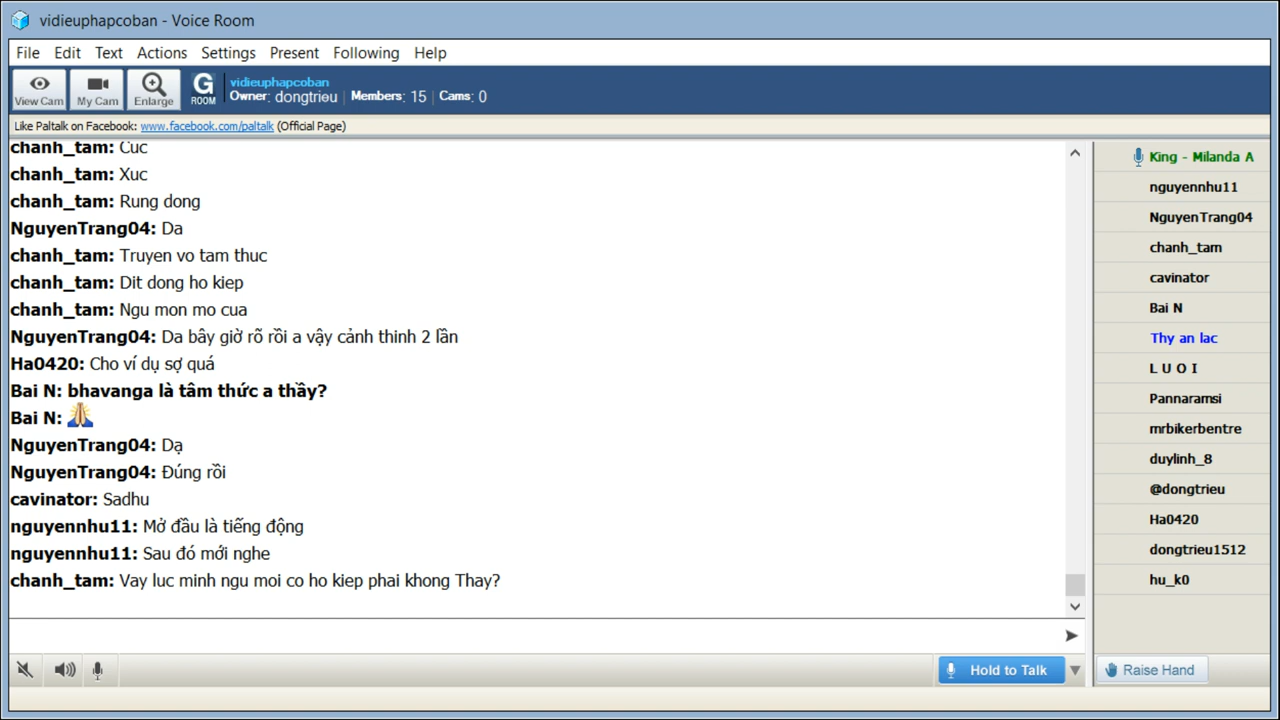 vidieuphapcoban - Voice Room
File Edit Text Actions Settings Present Following Help
View Cam
My Cam
Enlarge
G
ROOM
vidieuphapcoban
Owner: dongtrieu | Members: 15 | Cams: 0
Like Paltalk on Facebook: www.facebook.com/paltalk (Official Page)
chanh_tam: Cuc
chanh_tam: Xuc
chanh_tam: Rung dong
NguyenTrang04: Da
chanh_tam: Truyen vo tam thuc
chanh_tam: Dit dong ho kiep
chanh_tam: Ngu mon mo cua
NguyenTrang04: Da bây giờ rõ rồi a vậy cảnh thinh 2 lần
Ha0420: Cho ví dụ sợ quá
Bai N: bhavanga là tâm thức a thầy?
Bai N:
NguyenTrang04: Dạ
NguyenTrang04: Đúng rồi
cavinator: Sadhu
nguyennhu11: Mở đầu là tiếng động
nguyennhu11: Sau đó mới nghe
chanh_tam: Vay luc minh ngu moi co ho kiep phai khong Thay?
King - Milanda A
nguyennhu11
NguyenTrang04
chanh_tam
cavinator
Bai N
Thy an lac
L U O I
Pannaramsi
mrbikerbentre
duylinh_8
@dongtrieu
Ha0420
dongtrieu1512
hu_k0
Hold to Talk
Raise Hand